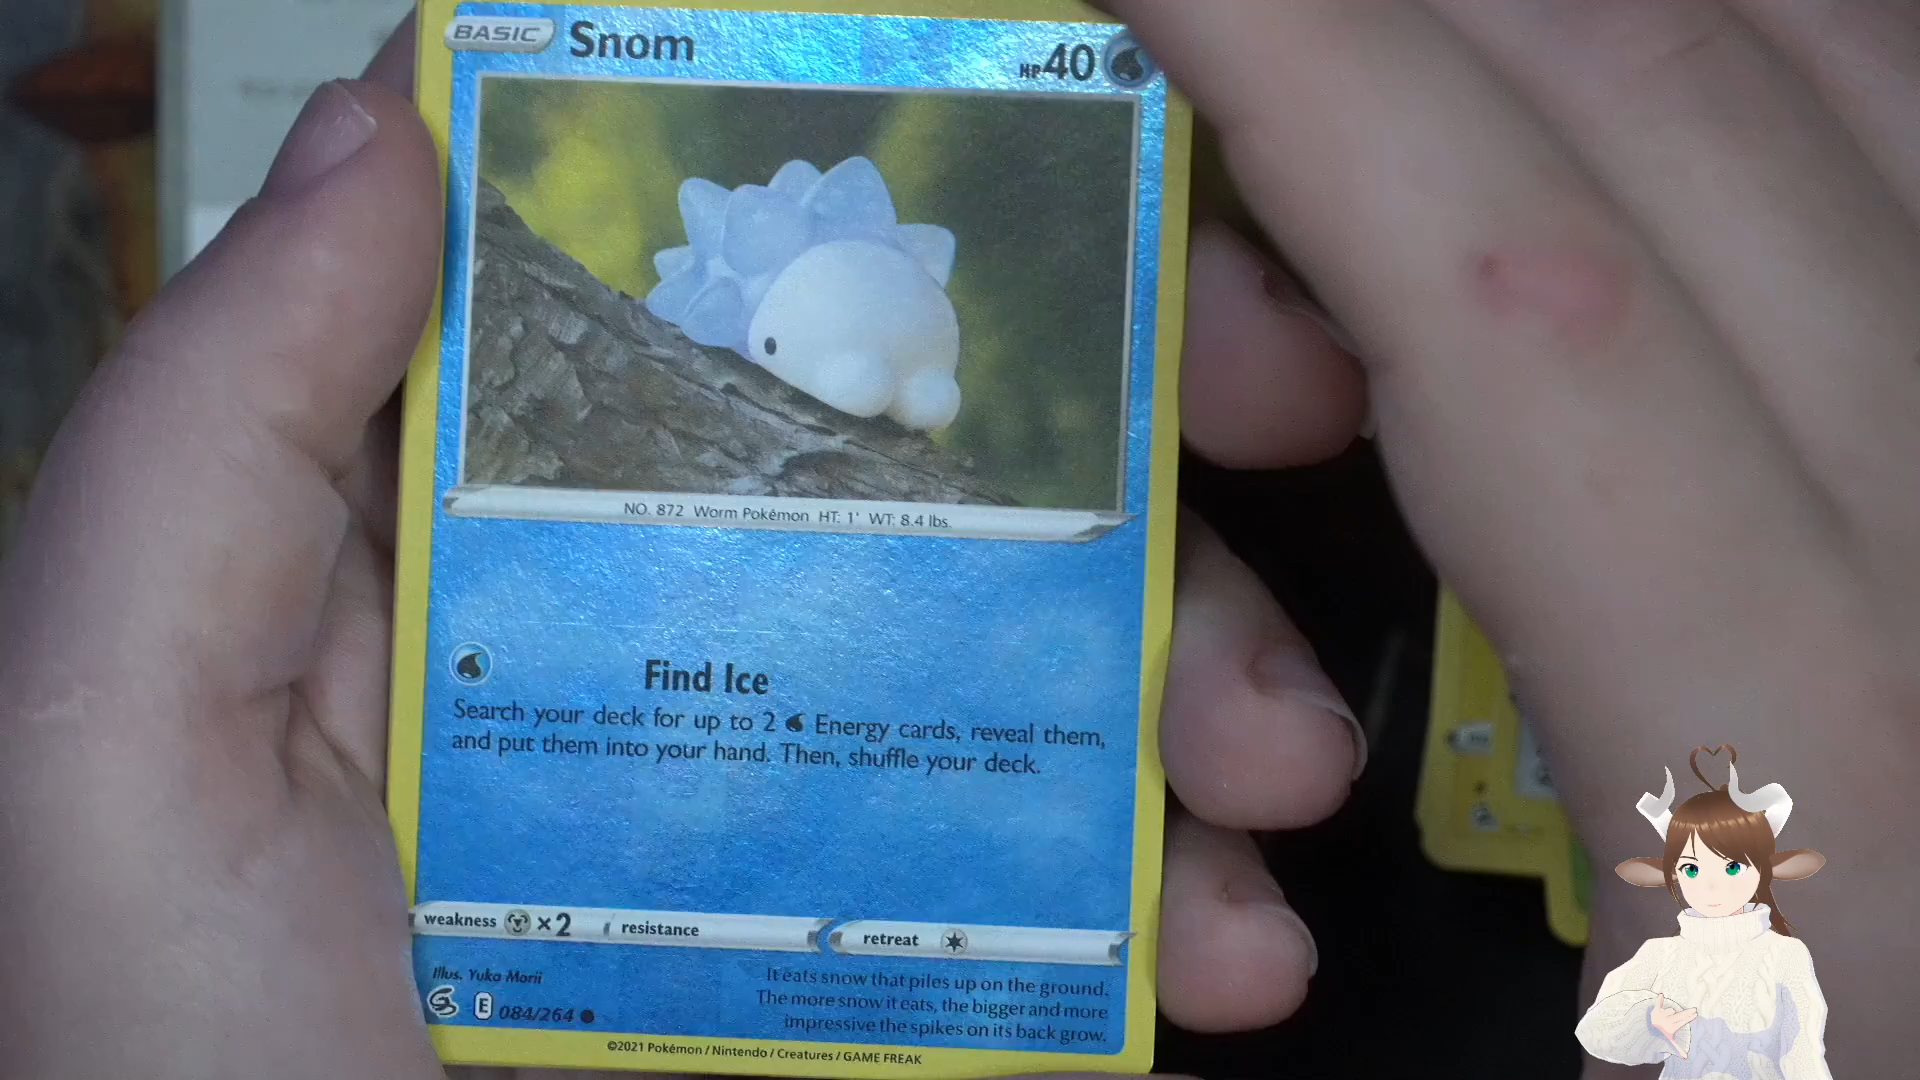 BASIC Snom HP 40
NO. 872 Worm Pokémon HT: 1' WT: 8.4 lbs.
Find Ice
Search your deck for up to 2 Energy cards, reveal them,
and put them into your hand. Then, shuffle your deck.
weakness ×2 resistance retreat
Illus. Yuka Morii
E 084/264
It eats snow that piles up on the ground.
The more snow it eats, the bigger and more
impressive the spikes on its back grow.
©2021 Pokémon / Nintendo / Creatures / GAME FREAK